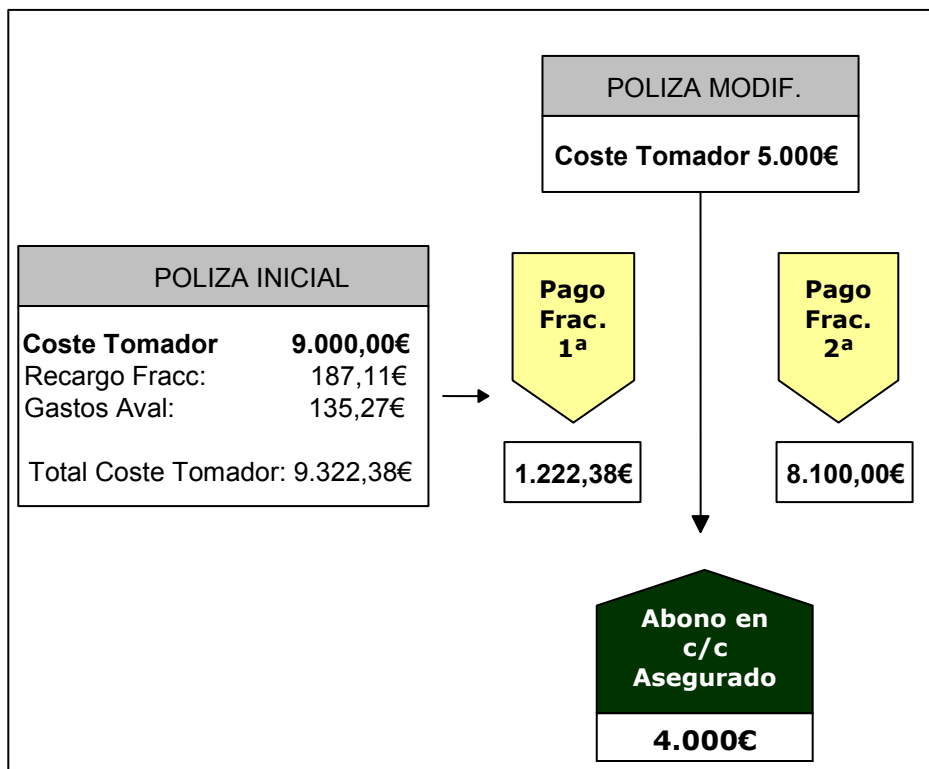 POLIZA MODIF.
Coste Tomador 5.000€
POLIZA INICIAL
Coste Tomador 9.000,00€
Recargo Fracc: 187,11€
Gastos Aval: 135,27€
Total Coste Tomador: 9.322,38€
Pago
Frac.
1ª
1.222,38€
Pago
Frac.
2ª
8.100,00€
Abono en
c/c
Asegurado
4.000€